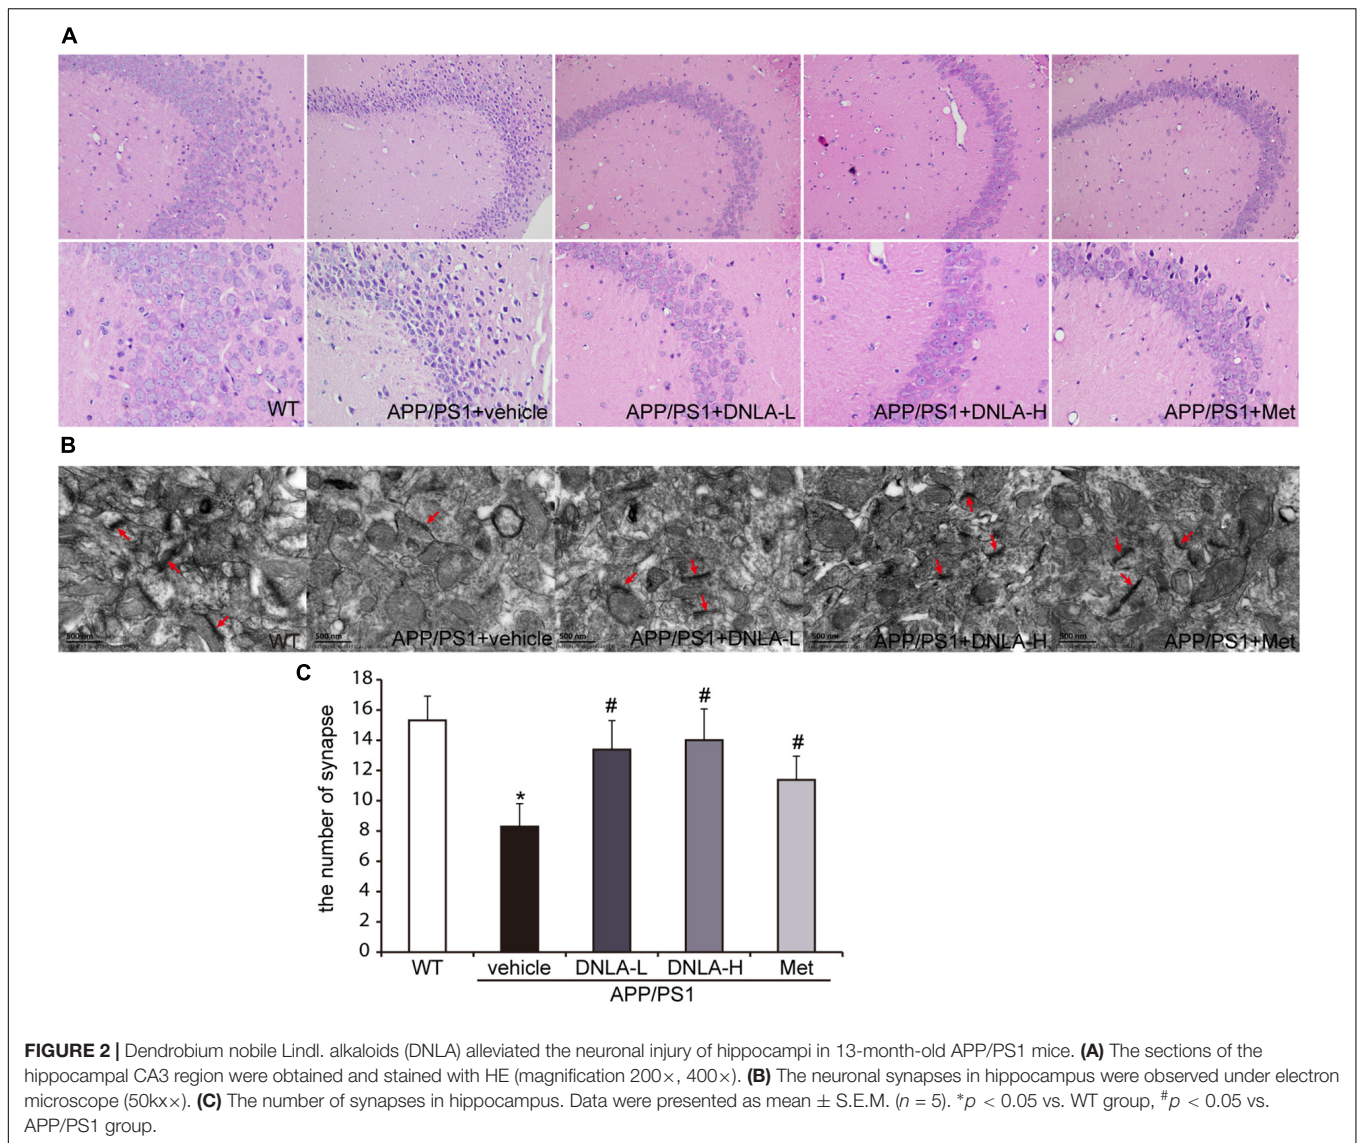 A
WT
APP/PS1+vehicle
APP/PS1+DNLA-L
APP/PS1+DNLA-H
APP/PS1+Met
B
500 nm
WT
500 nm
APP/PS1+vehicle
500 nm
APP/PS1+DNLA-L
500 nm
APP/PS1+DNLA-H
500 nm
APP/PS1+Met
C
the number of synapse
18
16
14
12
10
8
6
4
2
0
*
#
#
#
WT
vehicle
DNLA-L
DNLA-H
Met
APP/PS1
FIGURE 2 | Dendrobium nobile Lindl. alkaloids (DNLA) alleviated the neuronal injury of hippocampi in 13-month-old APP/PS1 mice. (A) The sections of the
hippocampal CA3 region were obtained and stained with HE (magnification 200×, 400×). (B) The neuronal synapses in hippocampus were observed under electron
microscope (50kx×). (C) The number of synapses in hippocampus. Data were presented as mean ± S.E.M. (n = 5). *p < 0.05 vs. WT group, #p < 0.05 vs.
APP/PS1 group.